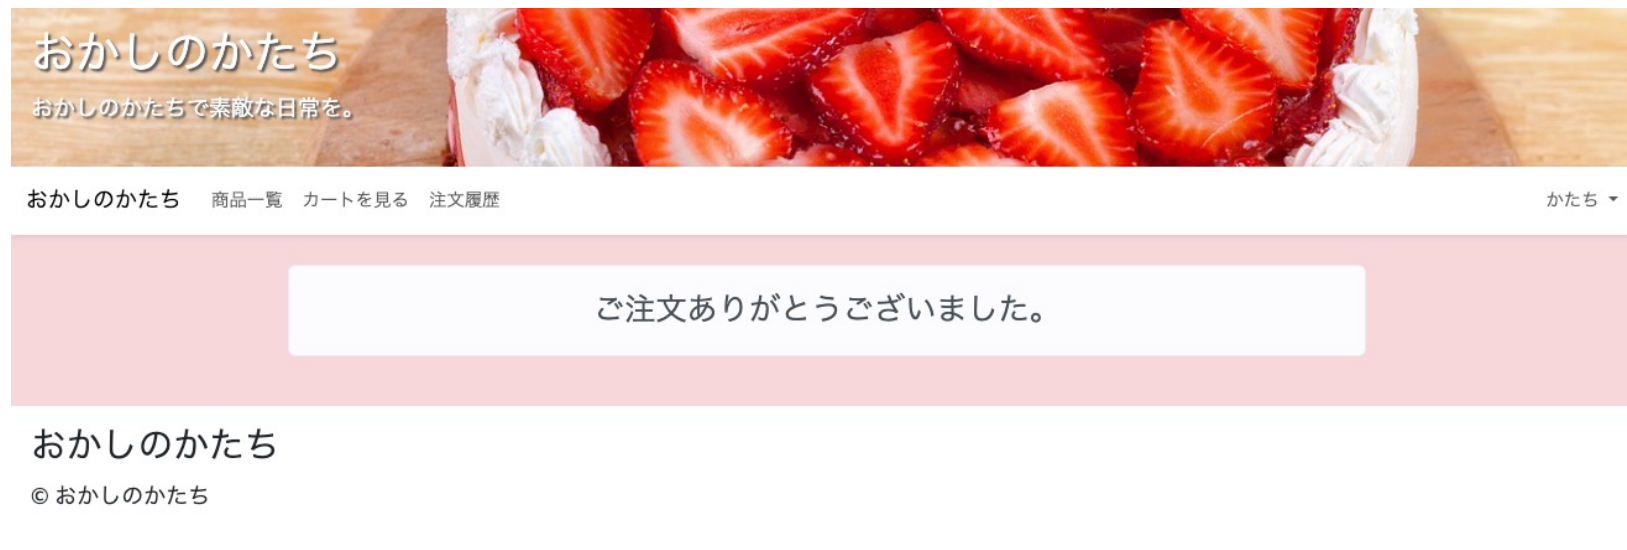 おかしのかたち
おかしのかたちで素敵な日常を。
おかしのかたち 商品一覧 カートを見る 注文履歴 かたち
ご注文ありがとうございました。
おかしのかたち
© おかしのかたち